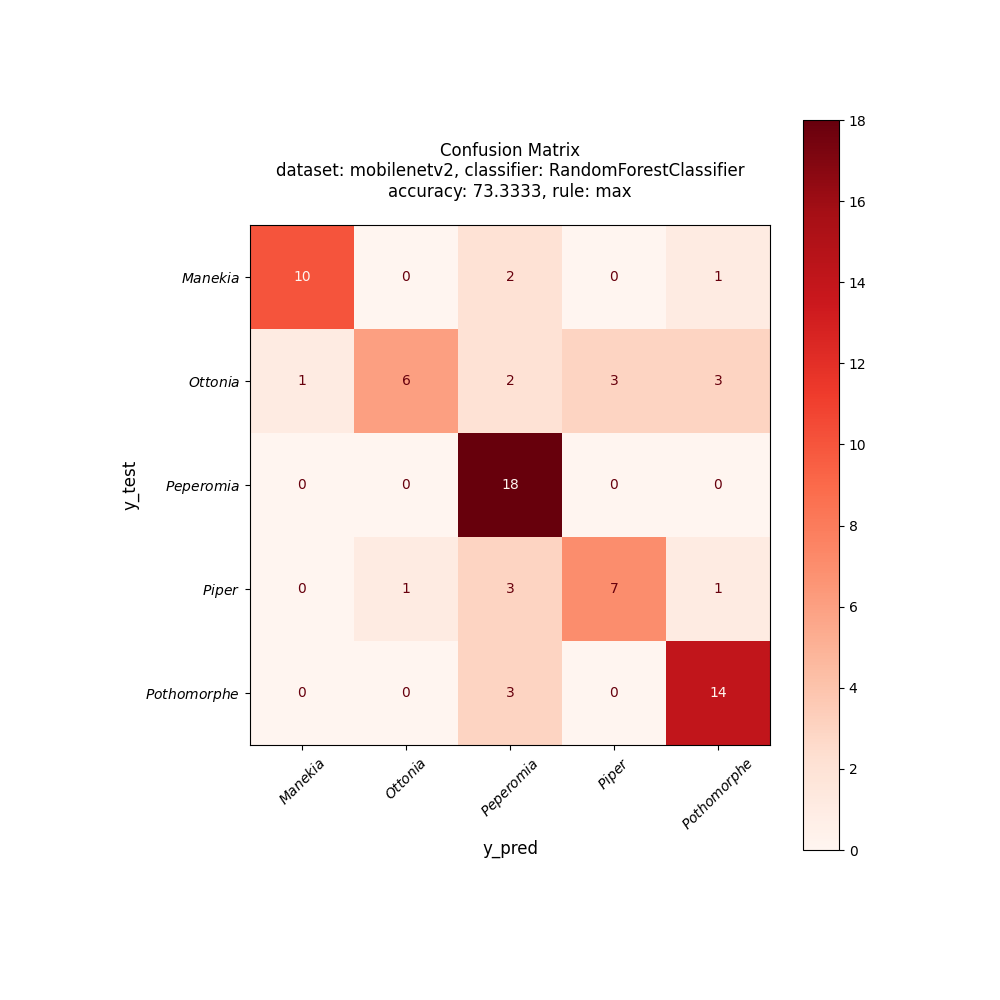 Confusion Matrix
dataset: mobilenetv2, classifier: RandomForestClassifier
accuracy: 73.3333, rule: max
Manekia 10 0 2 0 1
Ottonia 1 6 2 3 3
Peperomia 0 0 18 0 0
Piper 0 1 3 7 1
Pothomorphe 0 0 3 0 14
y_test
Manekia Ottonia Peperomia Piper Pothomorphe
y_pred
18
16
14
12
10
8
6
4
2
0